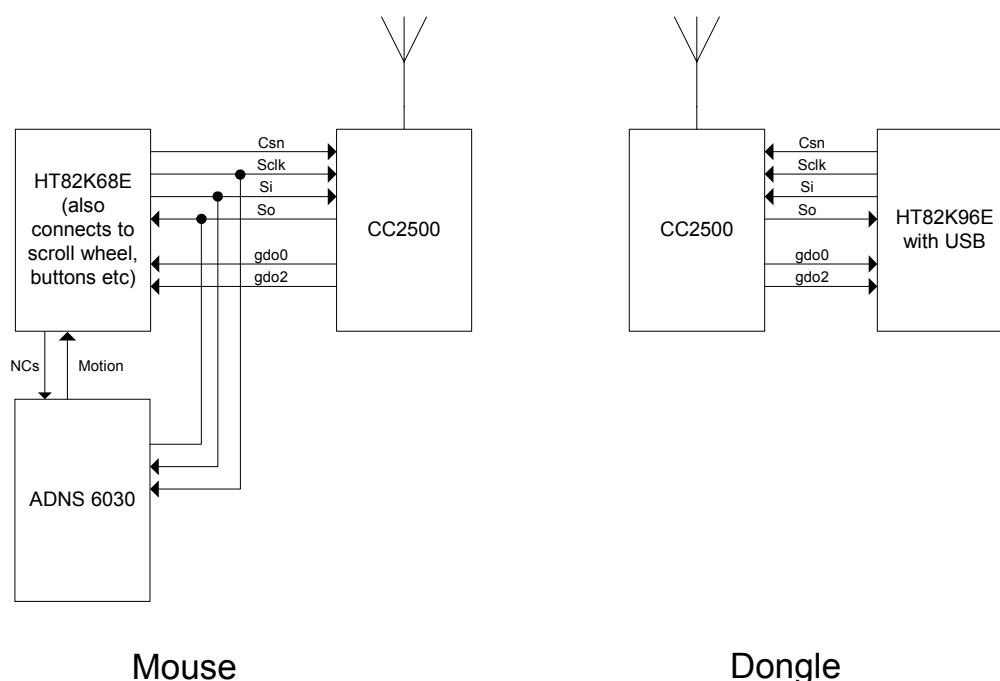 Csn
Sclk
Si
So
gdo0
gdo2
HT82K68E
(also
connects to
scroll wheel,
buttons etc)
CC2500
NCs
Motion
ADNS 6030
Mouse
CC2500
Csn
Sclk
Si
So
gdo0
gdo2
HT82K96E
with USB
Dongle